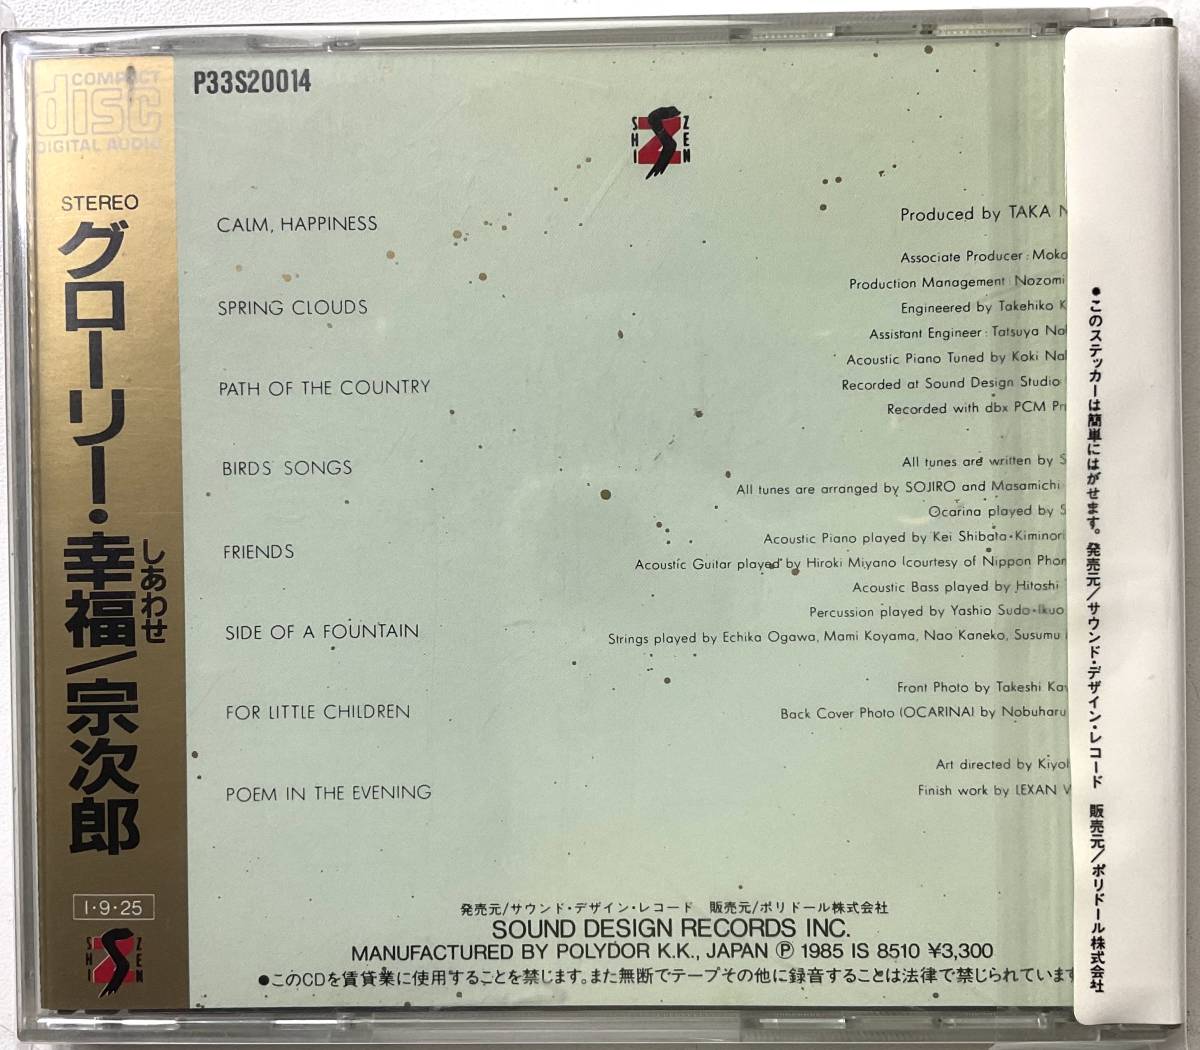 COMPACT
disc
DIGITAL AUDIO
STEREO
グローリー・幸福/宗次郎
しあわせ
I・9・25
SHI ZEN
P33S20014
SHI ZEN
CALM, HAPPINESS
SPRING CLOUDS
PATH OF THE COUNTRY
BIRDS' SONGS
FRIENDS
SIDE OF A FOUNTAIN
FOR LITTLE CHILDREN
POEM IN THE EVENING
Produced by TAKA N
Associate Producer: Moko
Production Management: Nozomi
Engineered by Takehiko K
Assistant Engineer: Tatsuya Na
Acoustic Piano Tuned by Koki Na
Recorded at Sound Design Studio
Recorded with dbx PCM Pr
All tunes are written by S
All tunes are arranged by SOJIRO and Masamichi
Ocarina played by S
Acoustic Piano played by Kei Shibata・Kiminori
Acoustic Guitar played by Hiroki Miyano (courtesy of Nippon Phon
Acoustic Bass played by Hitoshi
Percussion played by Yashio Sudo・Ikuo
Strings played by Echika Ogawa, Mami Koyama, Nao Kaneko, Susumu
Front Photo by Takeshi Kav
Back Cover Photo (OCARINA) by Nobuharu
Art directed by Kiyo
Finish work by LEXAN
発売元/サウンド・デザイン・レコード 販売元/ポリドール株式会社
SOUND DESIGN RECORDS INC.
MANUFACTURED BY POLYDOR K.K., JAPAN Ⓟ 1985 IS 8510 ¥3,300
●このCDを賃貸業に使用することを禁じます。また無断でテープその他に録音することは法律で禁じられています
●このステッカーは簡単にはがせます。発売元/サウンド・デザイン・レコード 販売元/ポリドール株式会社